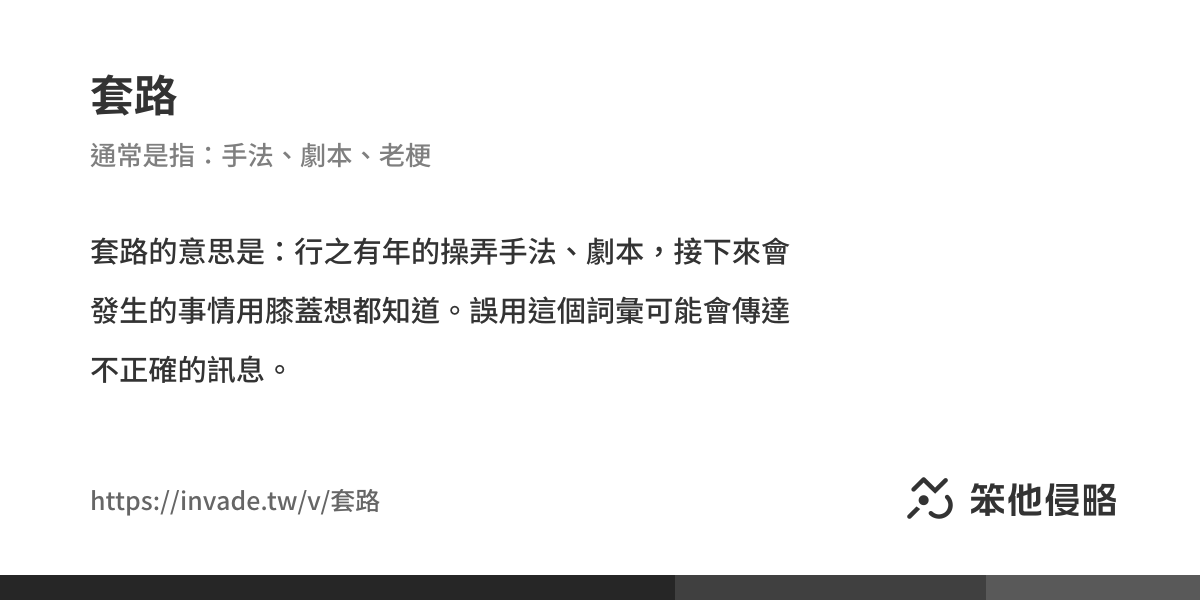 套路
通常是指：手法、劇本、老梗
套路的意思是：行之有年的操弄手法、劇本，接下來會
發生的事情用膝蓋想都知道。誤用這個詞彙可能會傳達
不正確的訊息。
https://invade.tw/v/套路
笨他侵略